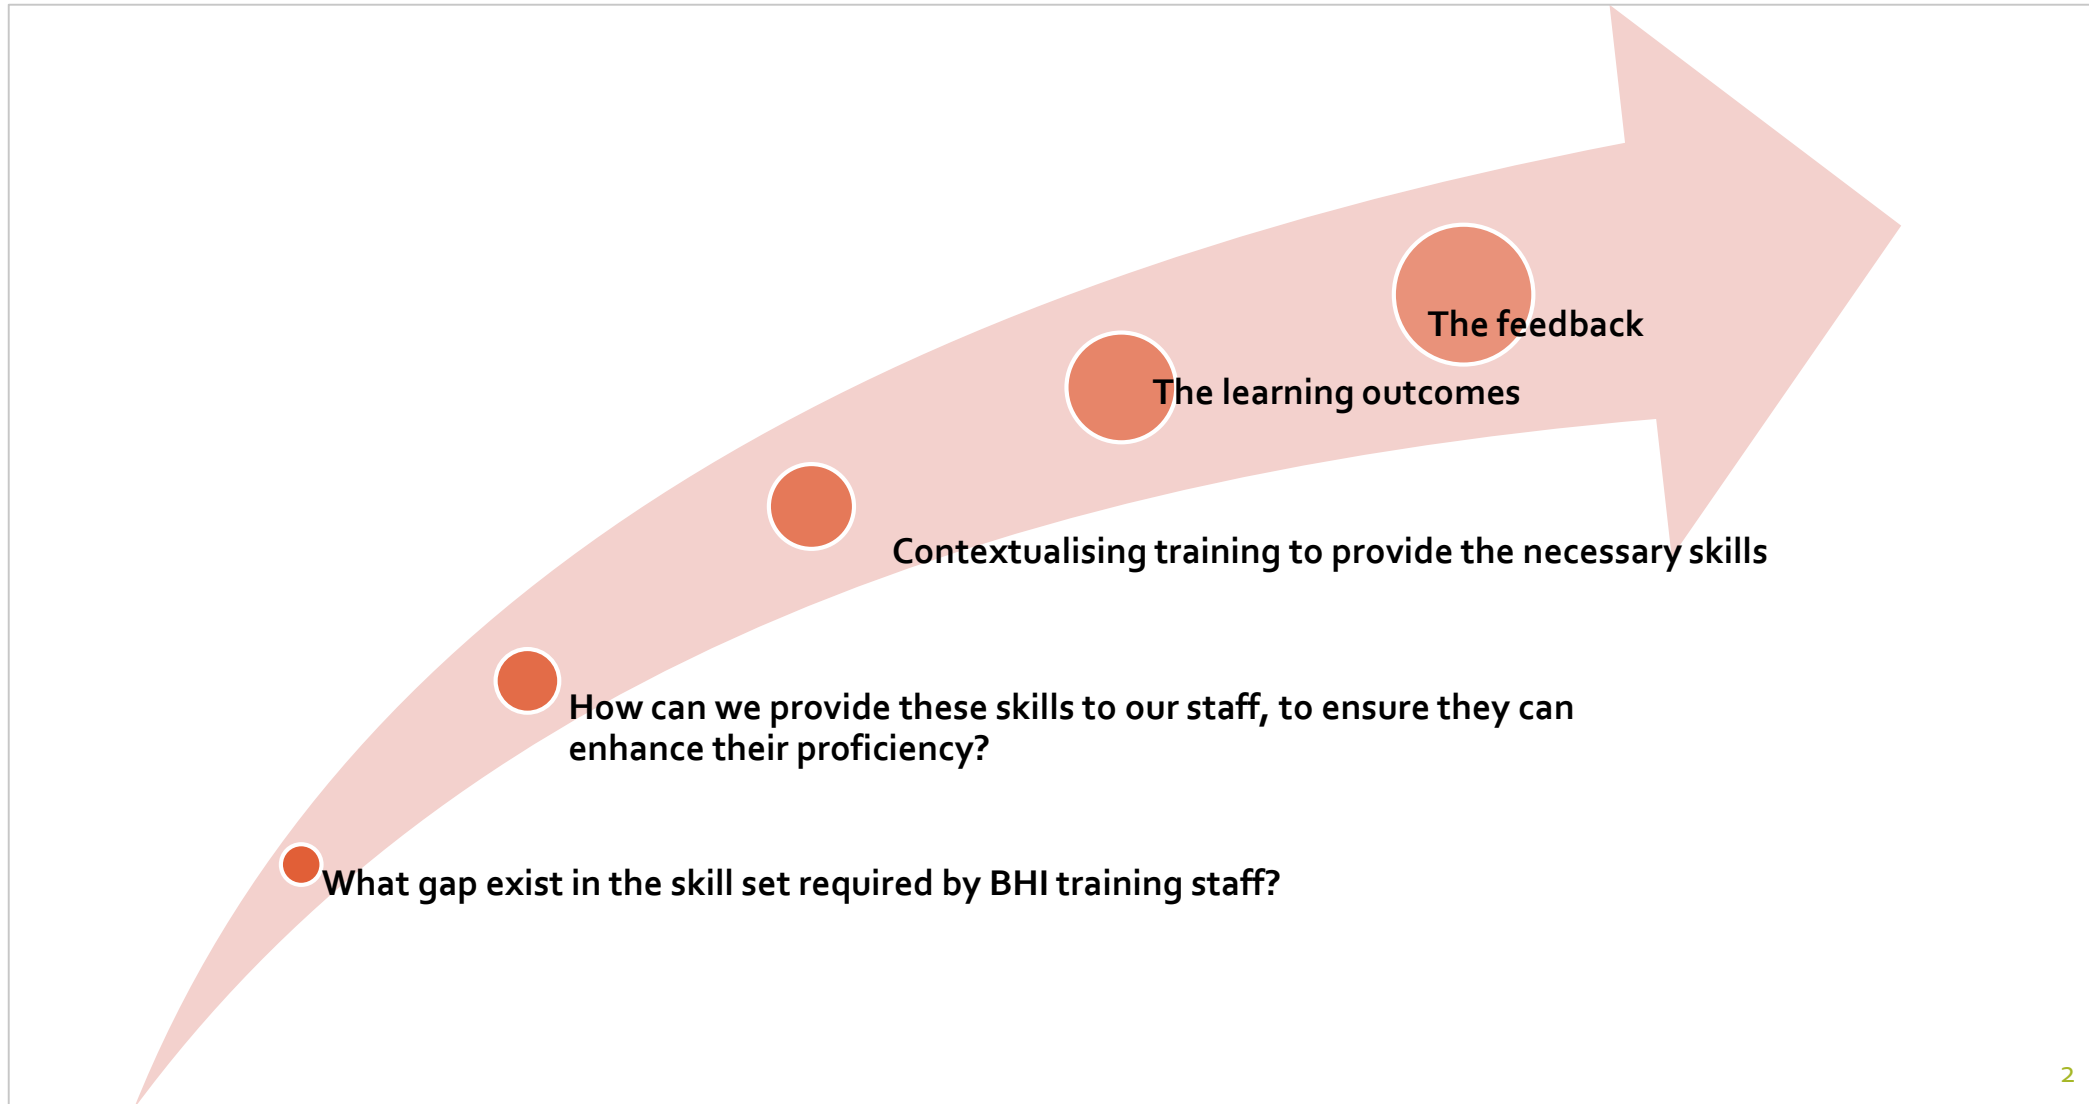 The feedback
The learning outcomes
Contextualising training to provide the necessary skills
How can we provide these skills to our staff, to ensure they can
enhance their proficiency?
What gap exist in the skill set required by BHI training staff?
2